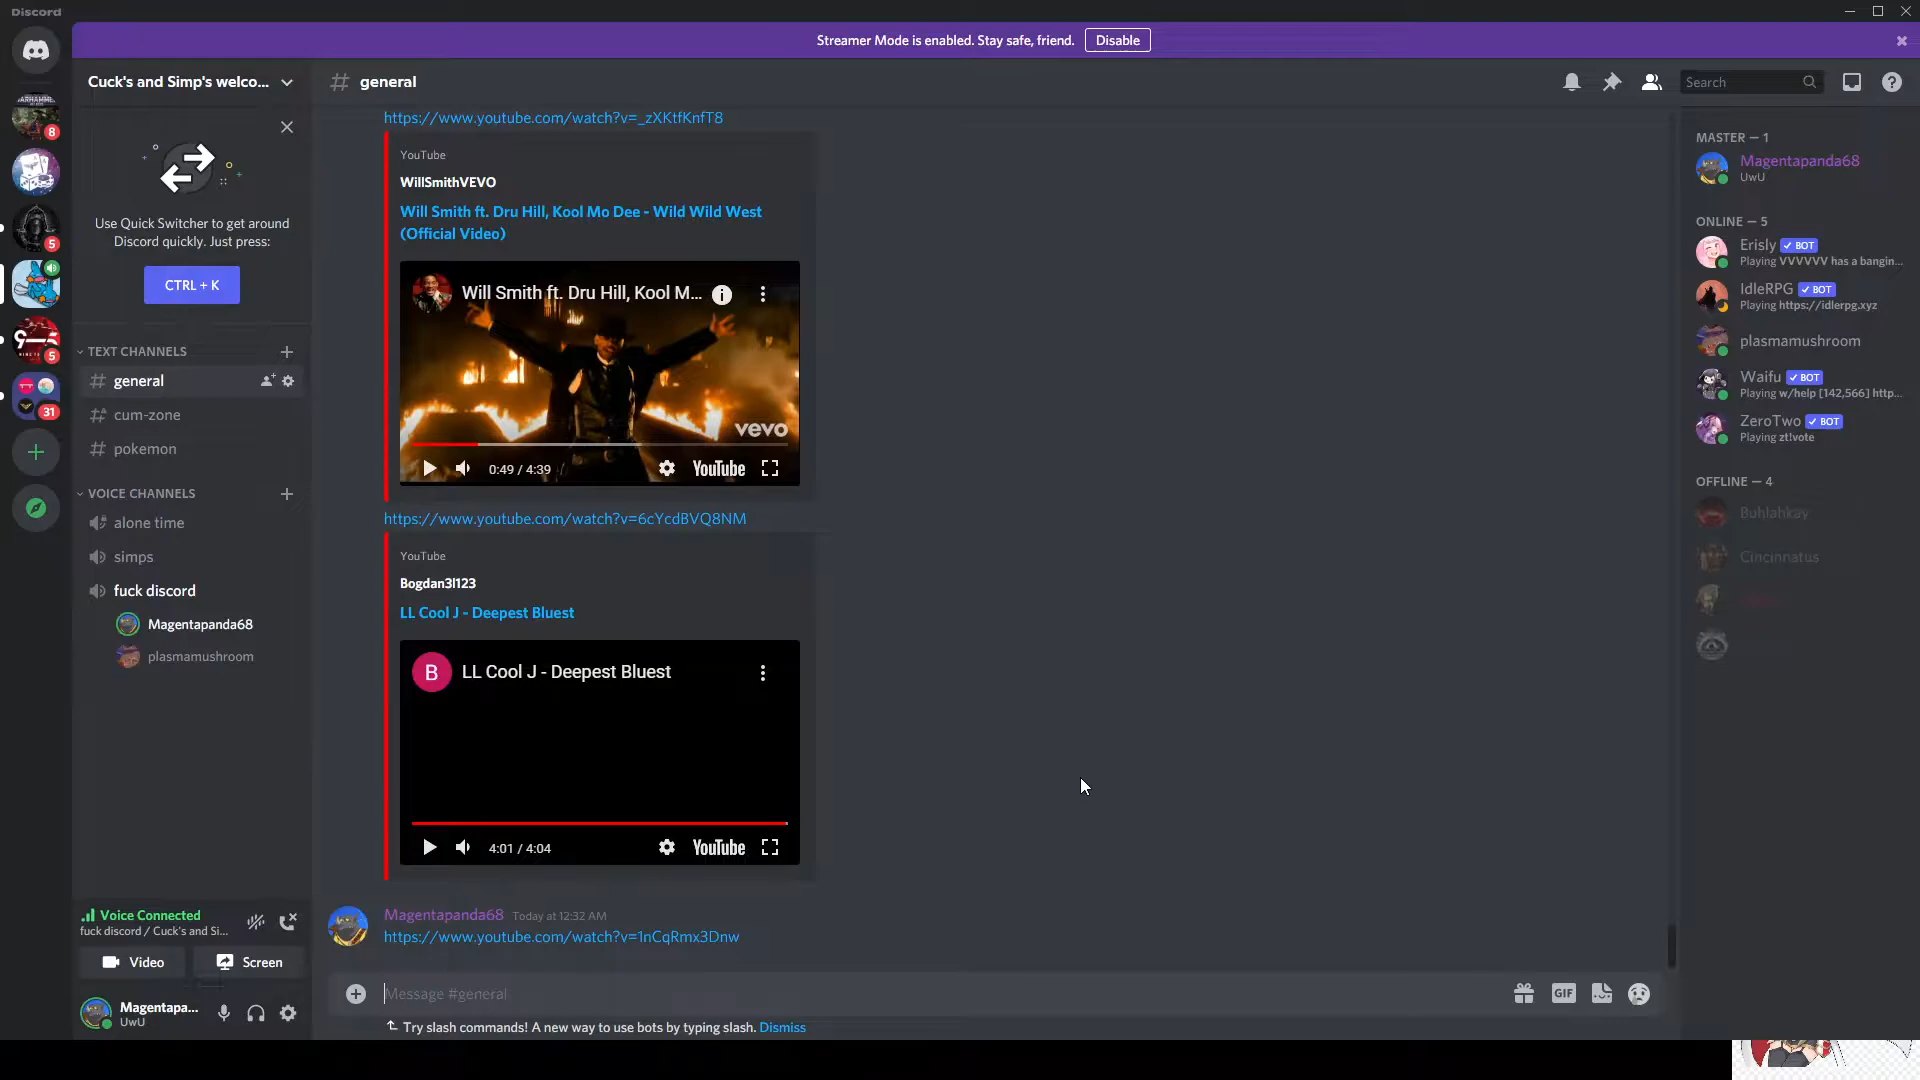 Discord
Streamer Mode is enabled. Stay safe, friend.
Disable
Cuck's and Simp's welco...
general
Search
8
5
5
31
Use Quick Switcher to get around
Discord quickly. Just press:
CTRL + K
TEXT CHANNELS
general
cum-zone
pokemon
VOICE CHANNELS
alone time
simps
fuck discord
Magentapanda68
plasmamushroom
Voice Connected
fuck discord / Cuck's and Si...
Video
Screen
Magentapa...
UwU
https://www.youtube.com/watch?v=_zXKtfKnfT8
YouTube
WillSmithVEVO
Will Smith ft. Dru Hill, Kool Mo Dee - Wild Wild West
(Official Video)
Will Smith ft. Dru Hill, Kool M...
vevo
0:49 / 4:39
YouTube
https://www.youtube.com/watch?v=6cYcdBVQ8NM
YouTube
Bogdan3l123
LL Cool J - Deepest Bluest
B
LL Cool J - Deepest Bluest
4:01 / 4:04
YouTube
Magentapanda68 Today at 12:32 AM
https://www.youtube.com/watch?v=1nCqRmx3Dnw
Message #general
GIF
Try slash commands! A new way to use bots by typing slash. Dismiss
MASTER — 1
Magentapanda68
UwU
ONLINE — 5
Erisly BOT
Playing VVVVVV has a bangin...
IdleRPG BOT
Playing https://idlerpg.xyz
plasmamushroom
Waifu BOT
Playing w/help [142,566] http...
ZeroTwo BOT
Playing zt!vote
OFFLINE — 4
Buhlahkay
Cincinnatus